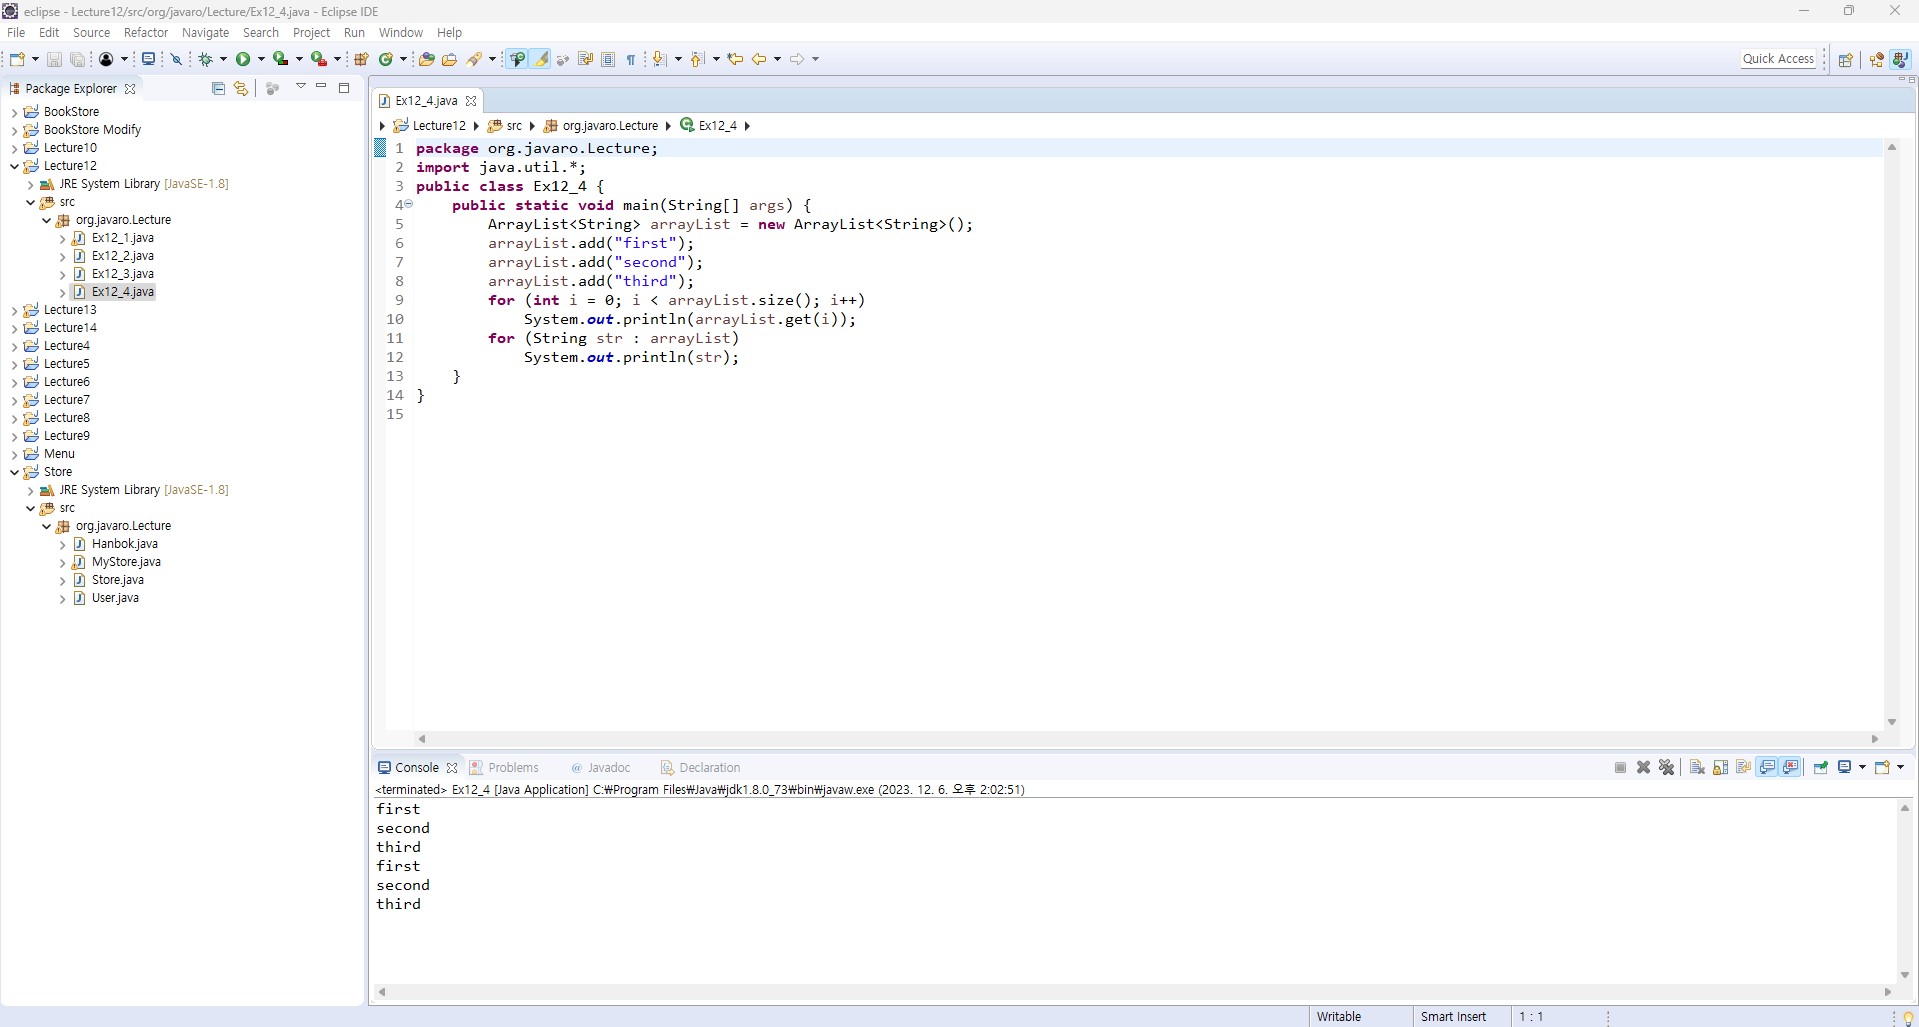 eclipse - Lecture12/src/org/javaro/Lecture/Ex12_4.java - Eclipse IDE
File Edit Source Refactor Navigate Search Project Run Window Help
Quick Access
Package Explorer
BookStore
BookStore Modify
Lecture10
Lecture12
JRE System Library [JavaSE-1.8]
src
org.javaro.Lecture
Ex12_1.java
Ex12_2.java
Ex12_3.java
Ex12_4.java
Lecture13
Lecture14
Lecture4
Lecture5
Lecture6
Lecture7
Lecture8
Lecture9
Menu
Store
JRE System Library [JavaSE-1.8]
src
org.javaro.Lecture
Hanbok.java
MyStore.java
Store.java
User.java
Ex12_4.java
Lecture12 src org.javaro.Lecture Ex12_4
1 package org.javaro.Lecture;
2 import java.util.*;
3 public class Ex12_4 {
4 public static void main(String[] args) {
5 ArrayList<String> arrayList = new ArrayList<String>();
6 arrayList.add("first");
7 arrayList.add("second");
8 arrayList.add("third");
9 for (int i = 0; i < arrayList.size(); i++)
10 System.out.println(arrayList.get(i));
11 for (String str : arrayList)
12 System.out.println(str);
13 }
14 }
15
Console Problems @ Javadoc Declaration
<terminated> Ex12_4 [Java Application] C:₩Program Files₩Java₩jdk1.8.0_73₩bin₩javaw.exe (2023. 12. 6. 오후 2:02:51)
first
second
third
first
second
third
Writable Smart Insert 1 : 1